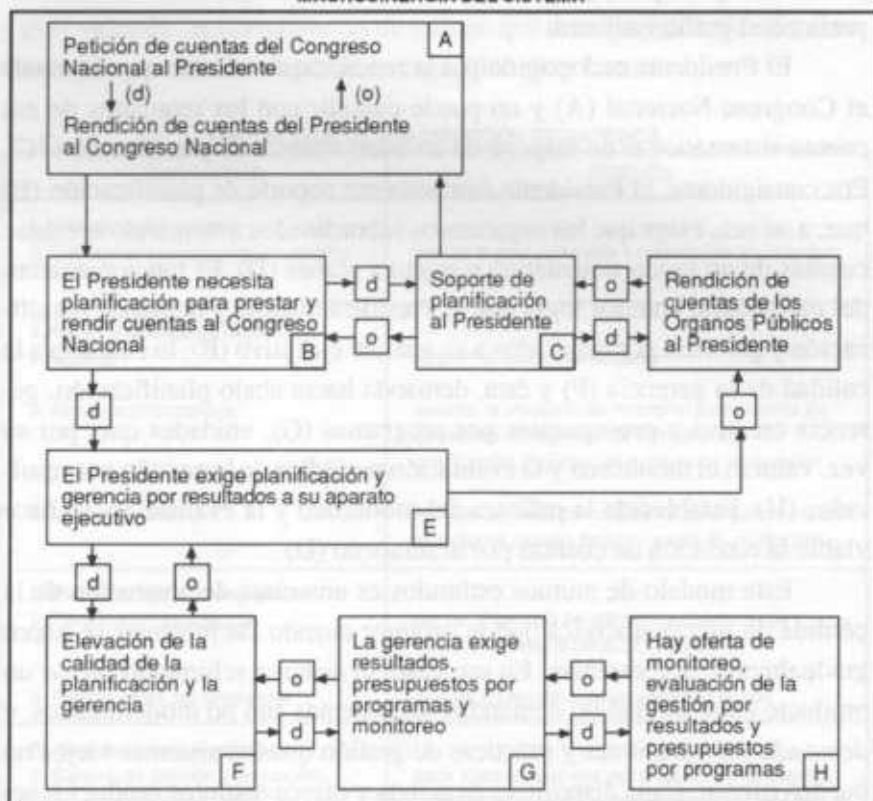 DEL SISTEMA
Petición de cuentas del Congreso
Nacional al Presidente
A
(d)
(o)
Rendición de cuentas del Presidente
al Congreso Nacional
El Presidente necesita
planificación para prestar y
rendir cuentas al Congreso
Nacional
B
d
o
Soporte de
planificación
al Presidente
C
o
d
Rendición de
cuentas de los
Organos Públicos
al Presidente
D
d
o
El Presidente exige planificación y
gerencia por resultados a su aparato
ejecutivo
E
d
o
Elevación de la
calidad de la
planificación y la
gerencia
F
o
d
La gerencia exige
resultados,
presupuestos por
programas y
monitoreo
G
o
d
Hay oferta de
monitoreo,
evaluación de la
gestión por
resultados y
presupuestos
por programas
H